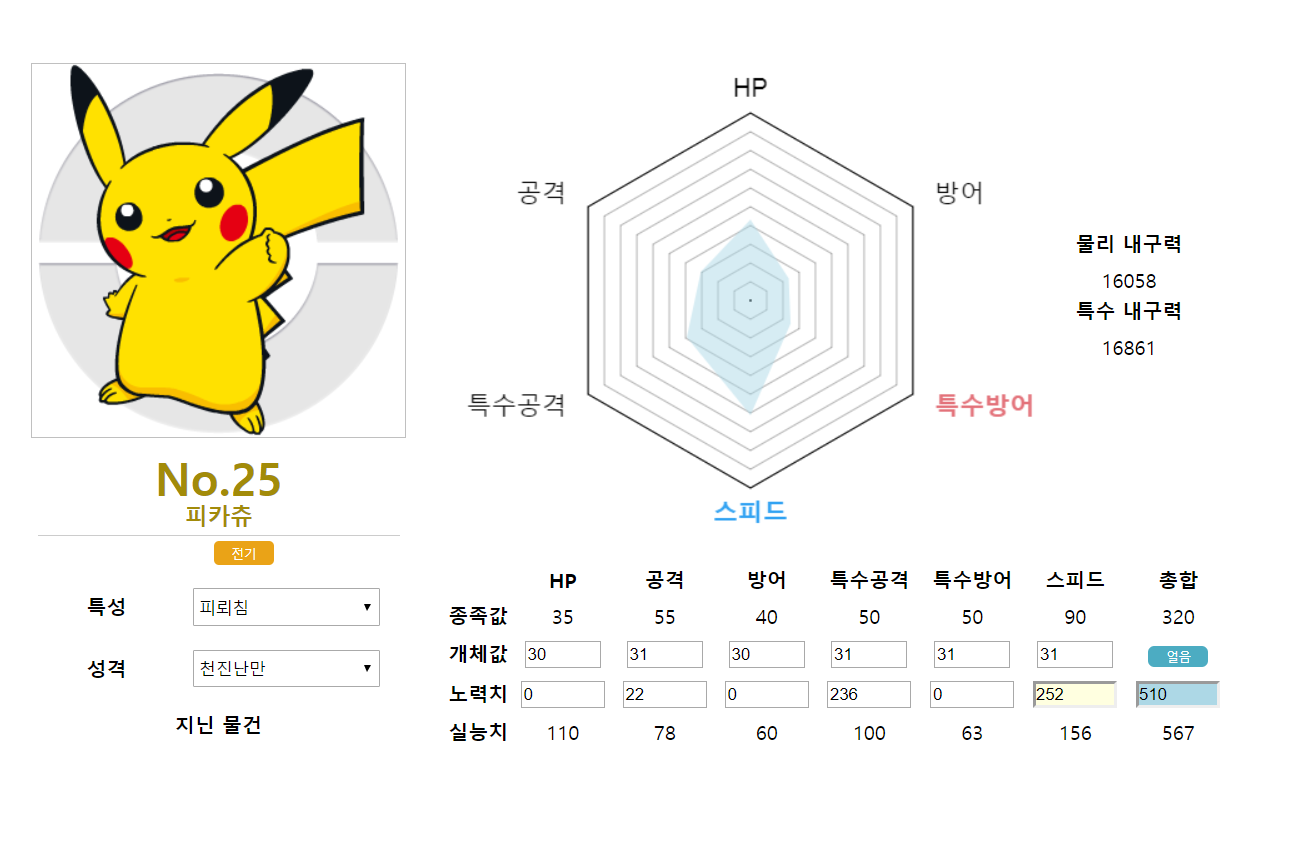 HP
공격
방어
물리 내구력
16058
특수 내구력
16861
특수공격
특수방어
스피드
No.25
피카츄
전기
특성 피뢰침
성격 천진난만
지닌 물건
HP 공격 방어 특수공격 특수방어 스피드 총합
종족값 35 55 40 50 50 90 320
개체값 30 31 30 31 31 31 얼음
노력치 0 22 0 236 0 252 510
실능치 110 78 60 100 63 156 567